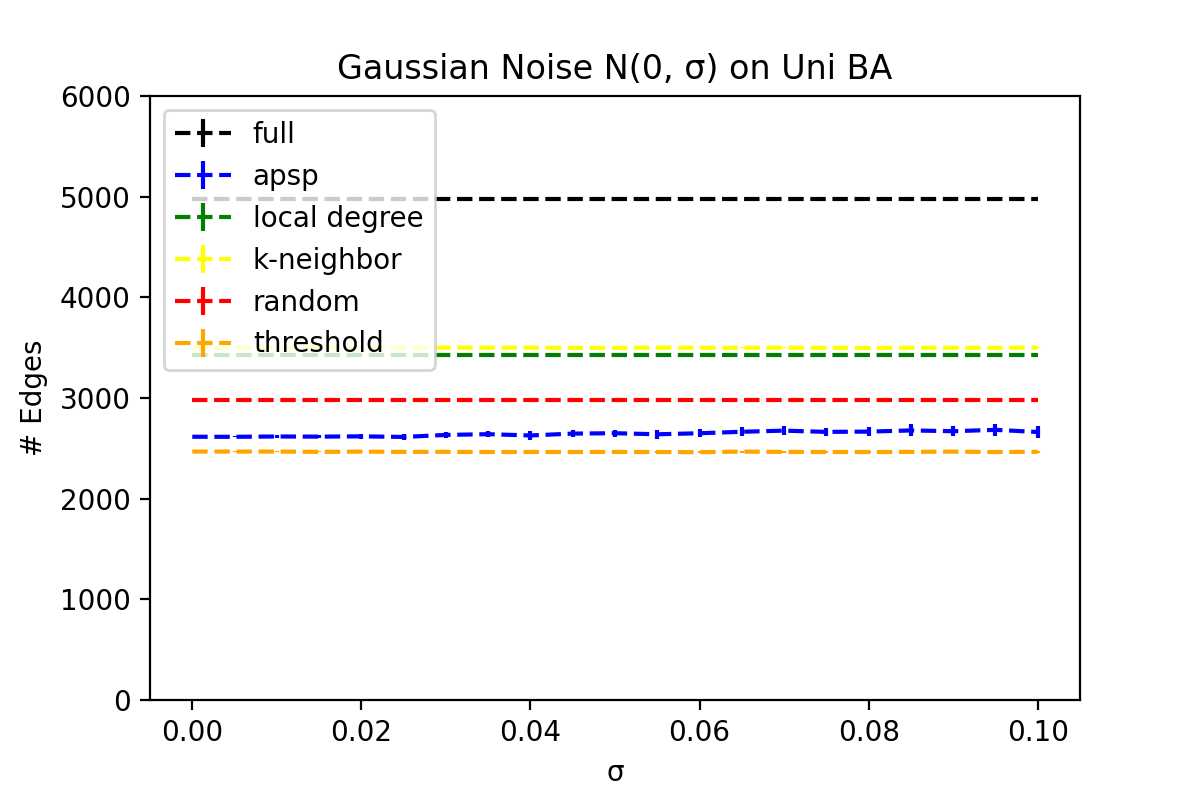 Gaussian Noise N(0, σ) on Uni BA
6000
5000
4000
3000
2000
1000
0
# Edges
full
apsp
local degree
k-neighbor
random
threshold
0.00 0.02 0.04 0.06 0.08 0.10
σ